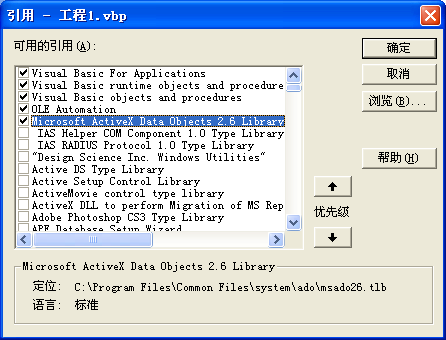 引用 - 工程1.vbp
可用的引用(A):
Visual Basic For Applications
Visual Basic runtime objects and procedure
Visual Basic objects and procedures
OLE Automation
Microsoft ActiveX Data Objects 2.6 Library
IAS Helper COM Component 1.0 Type Library
IAS RADIUS Protocol 1.0 Type Library
"Design Science Inc. Windows Utilities"
Active DS Type Library
Active Setup Control Library
ActiveMovie control type library
ActiveX DLL to perform Migration of MS Rep
Adobe Photoshop CS3 Type Library
APE Database Setup Wizard
确定
取消
浏览(B)...
帮助(H)
优先级
Microsoft ActiveX Data Objects 2.6 Library
定位: C:\Program Files\Common Files\system\ado\msado26.tlb
语言: 标准